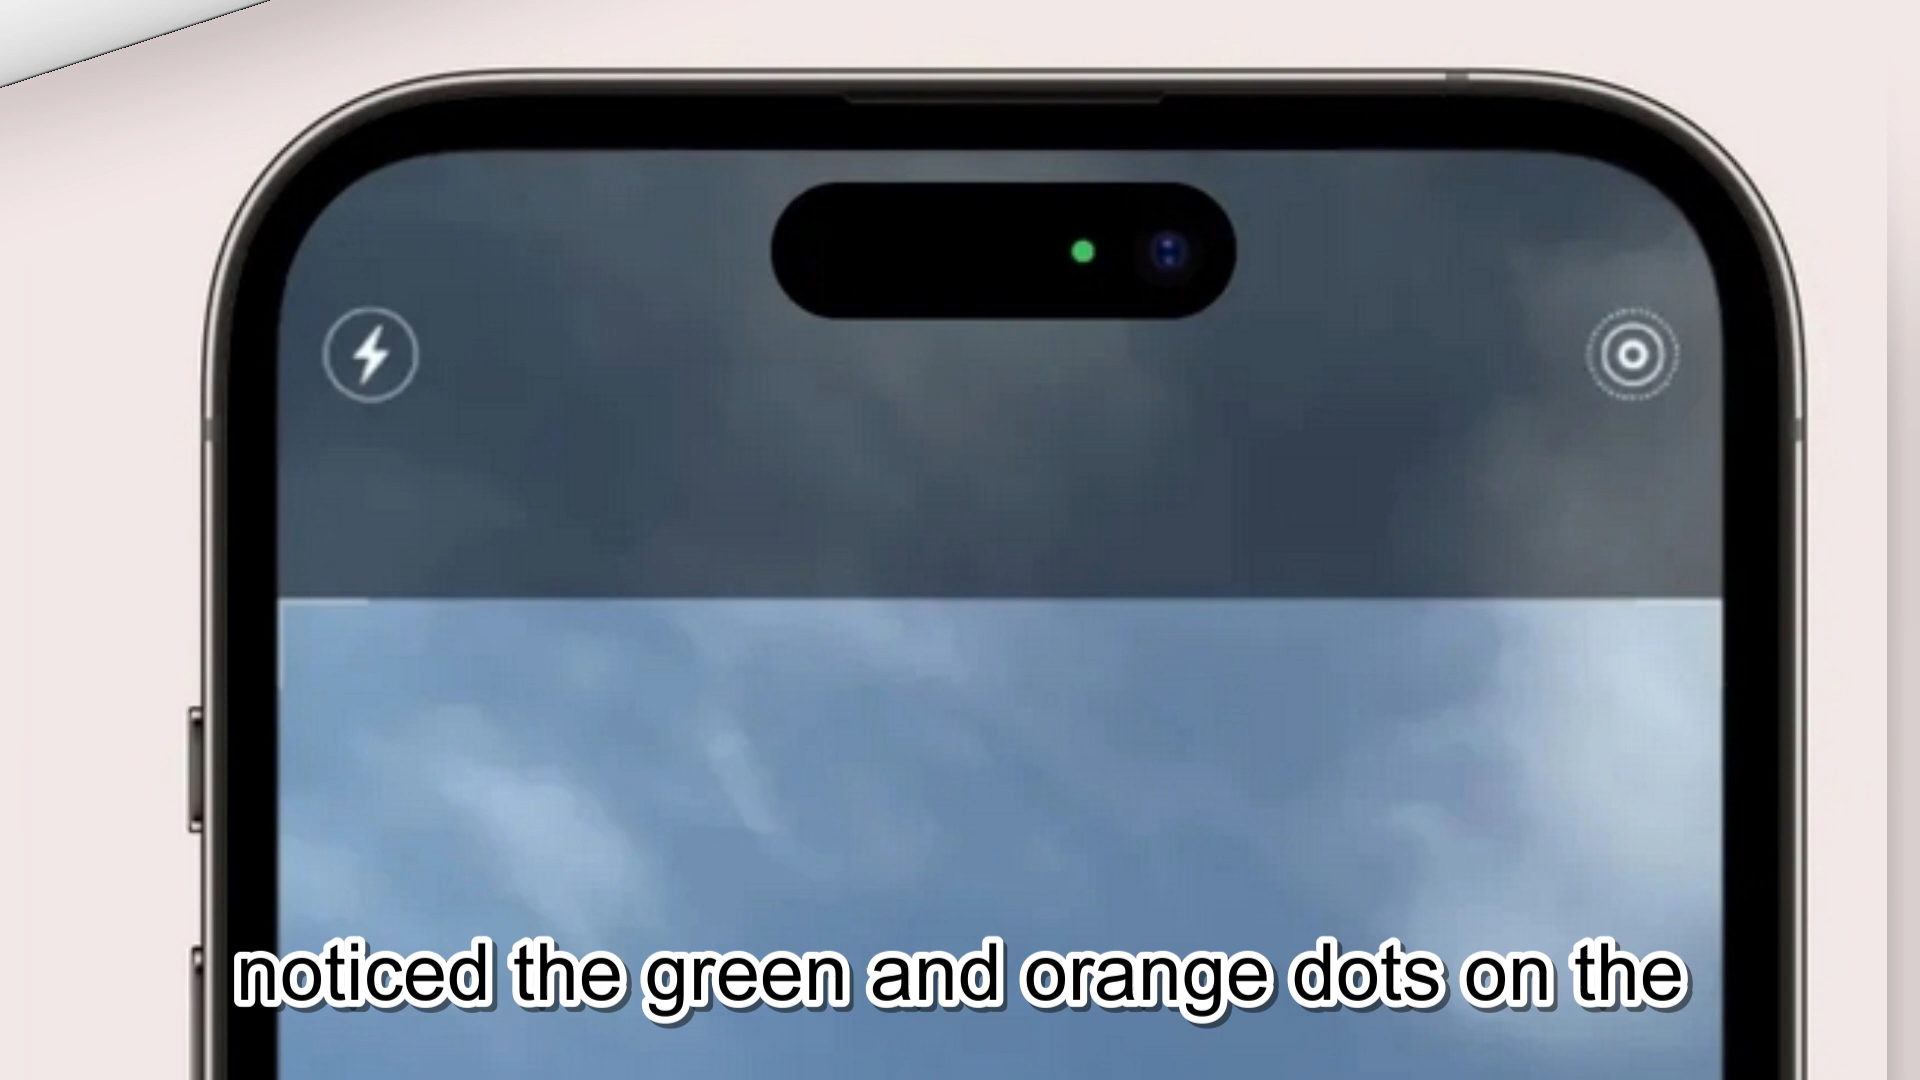 noticed the green and orange dots on the